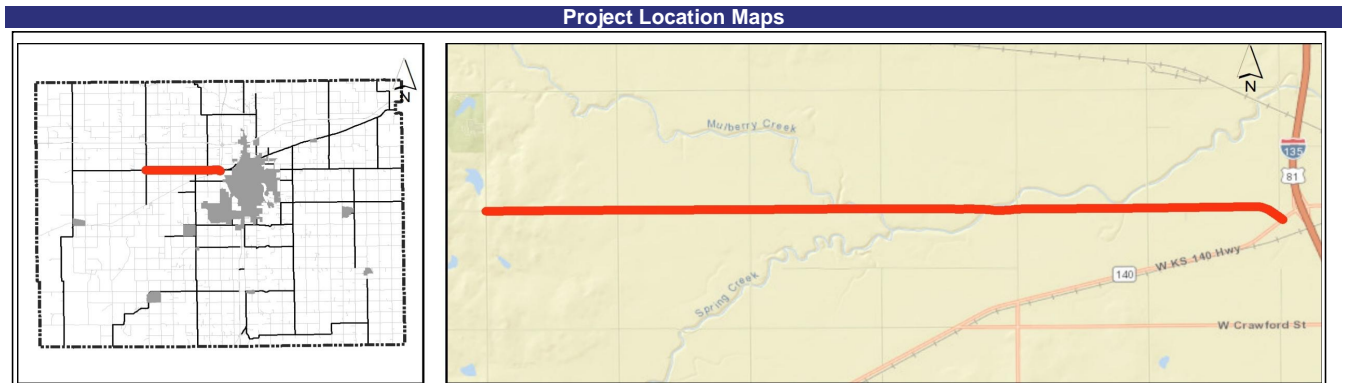 Project Location Maps
N
N
Mulberry Creek
135
81
Spring Creek
140
W KS 140 Hwy
W Crawford St